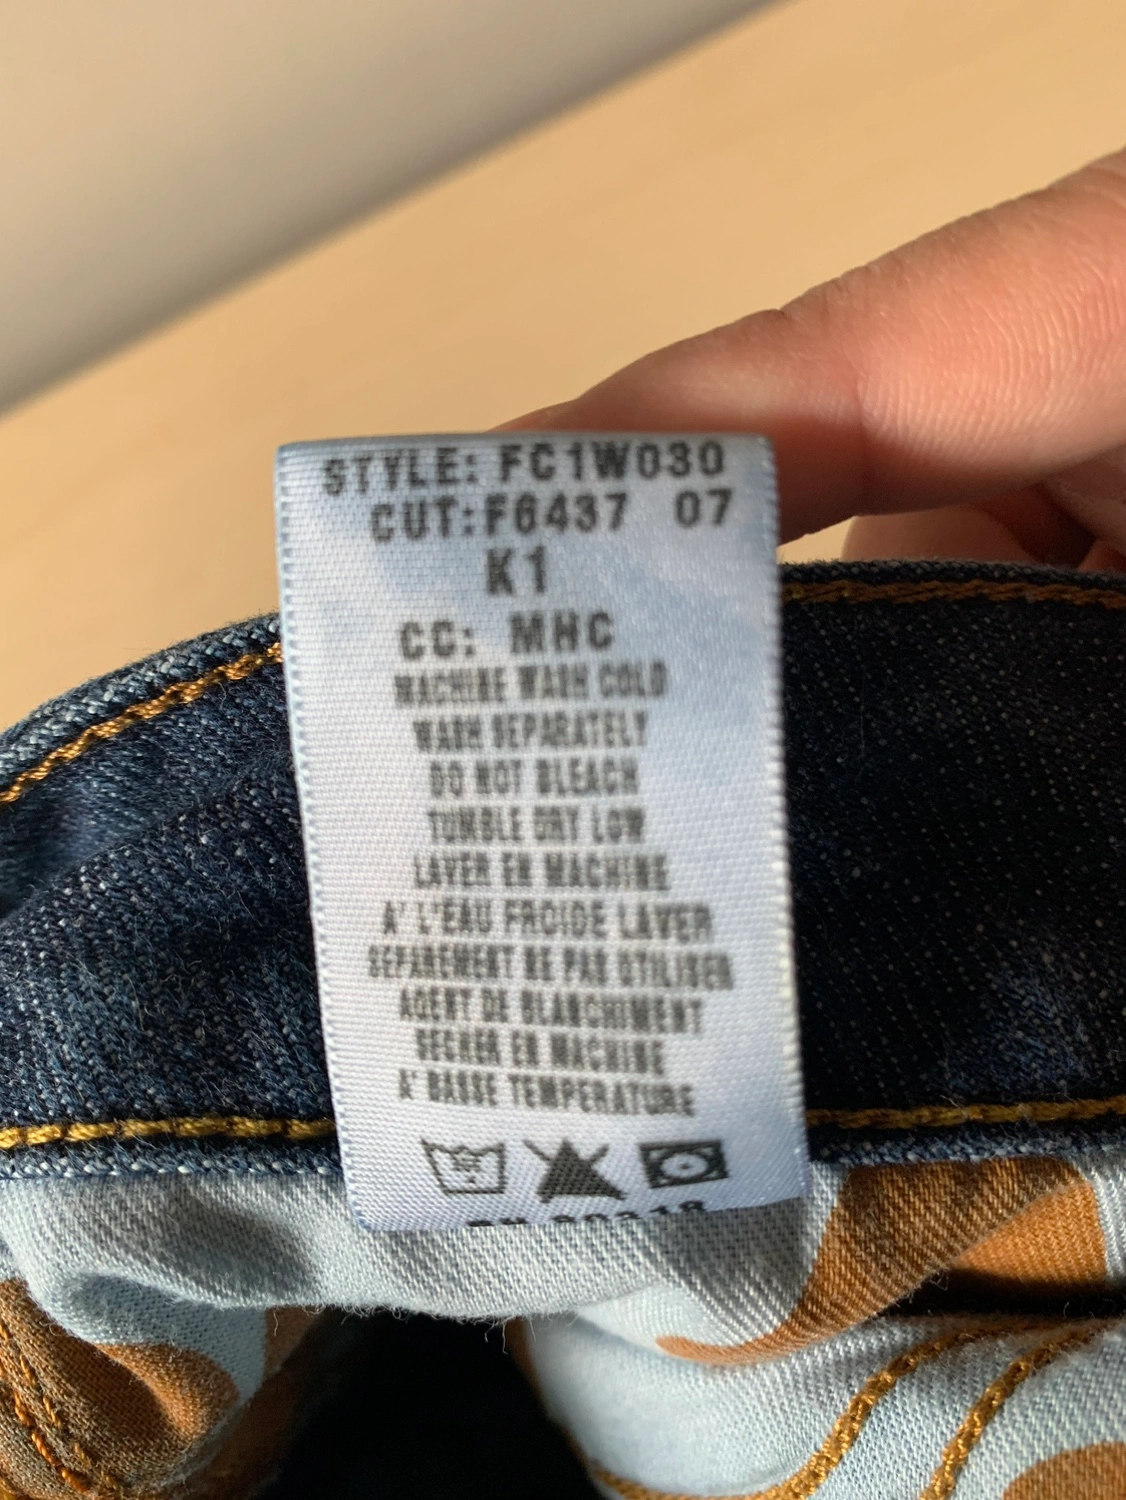 STYLE: FC1W030
CUT:F6437 07
K1
CC: MHC
MACHINE WASH COLD
WASH SEPARATELY
DO NOT BLEACH
TUMBLE DRY LOW
LAVER EN MACHINE
A' L'EAU FROIDE LAVER
SEPAREMENT NE PAS UTILISER
AGENT DE BLANCHIMENT
SECHER EN MACHINE
A' BASSE TEMPERATURE